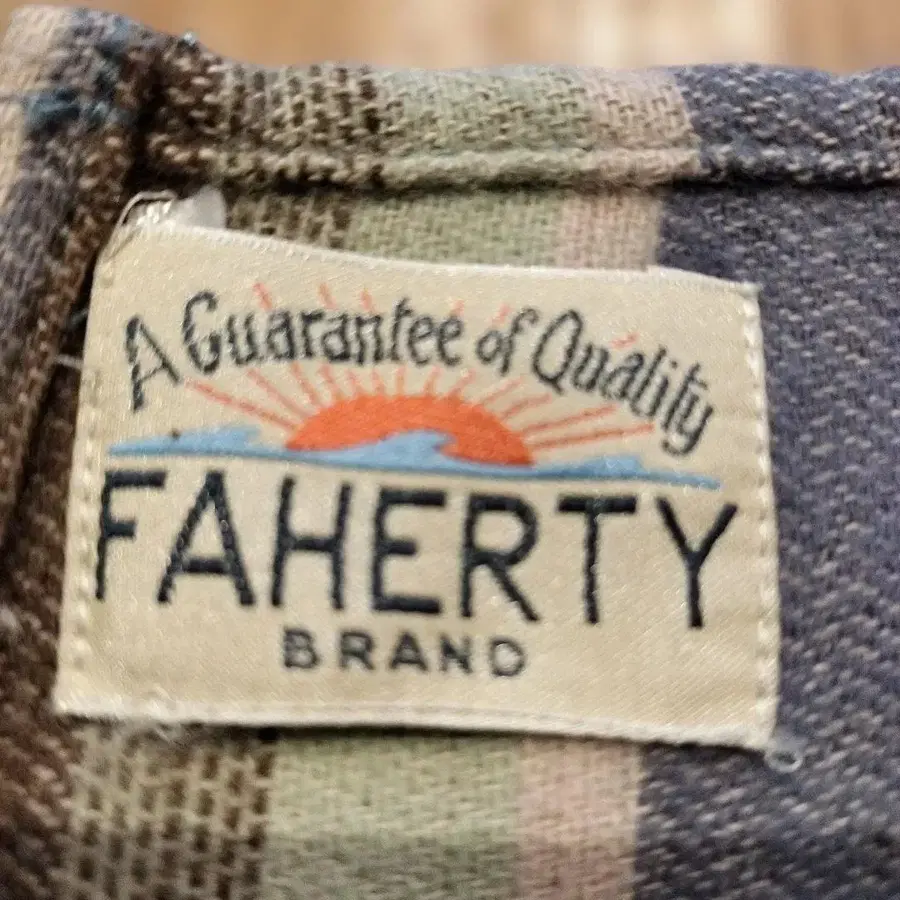 A Guarantee of Quality
FAHERTY
BRAND